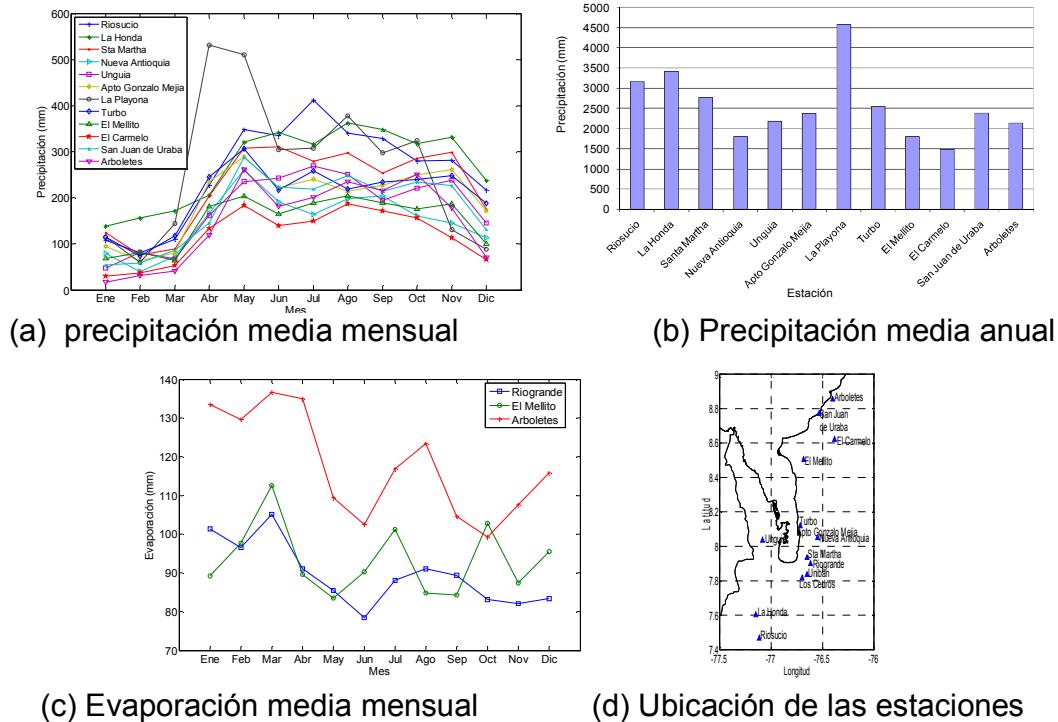 600
500
400
300
200
100
0
Precipitación (mm)
Riosucio
La Honda
Sta Martha
Nueva Antioquia
Unguia
Apto Gonzalo Mejia
La Playona
Turbo
El Mellito
El Carmelo
San Juan de Uraba
Arboletes
Ene Feb Mar Abr May Jun Jul Ago Sep Oct Nov Dic
Mes
(a) precipitación media mensual
5000
4500
4000
3500
3000
2500
2000
1500
1000
500
0
Precipitación (mm)
Riosucio
La Honda
Santa Martha
Nueva Antioquia
Unguia
Apto Gonzalo Mejia
La Playona
Turbo
El Mellito
El Carmelo
San Juan de Uraba
Arboletes
Estación
(b) Precipitación media anual
140
130
120
110
100
90
80
70
Evaporación (mm)
Riogrande
El Mellito
Arboletes
Ene Feb Mar Abr May Jun Jul Ago Sep Oct Nov Dic
Mes
(c) Evaporación media mensual
9
8.8
8.6
8.4
8.2
8
7.8
7.6
7.4
Latitud
Arboletes
San Juan
de Uraba
El Carmelo
El Mellito
Turbo
Apto Gonzalo Mejia
Nueva Antioquia
Sta Martha
Riogrande
Uniban
Los Cedros
La Honda
Riosucio
-77.5 -77 -76.5 -76
Longitud
(d) Ubicación de las estaciones